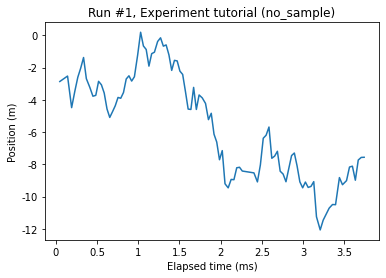 Run #1, Experiment tutorial (no_sample)
Position (m)
0
-2
-4
-6
-8
-10
-12
0 0.5 1 1.5 2 2.5 3 3.5
Elapsed time (ms)